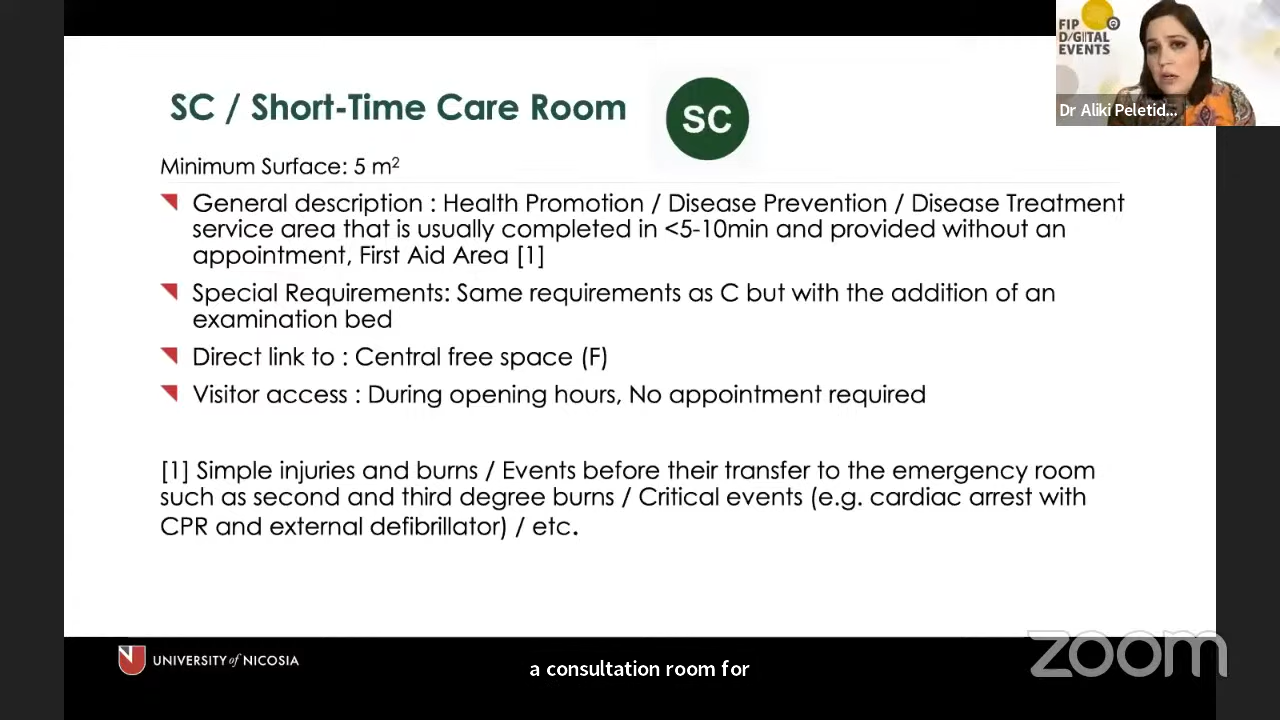 SC / Short-Time Care Room
SC
Minimum Surface: 5 m²
General description : Health Promotion / Disease Prevention / Disease Treatment
service area that is usually completed in <5-10min and provided without an
appointment, First Aid Area [1]
Special Requirements: Same requirements as C but with the addition of an
examination bed
Direct link to : Central free space (F)
Visitor access : During opening hours, No appointment required
[1] Simple injuries and burns / Events before their transfer to the emergency room
such as second and third degree burns / Critical events (e.g. cardiac arrest with
CPR and external defibrillator) / etc.
FIP
D/GITAL
EVENTS
Dr Aliki Peletid...
UNIVERSITY of NICOSIA
a consultation room for
zoom